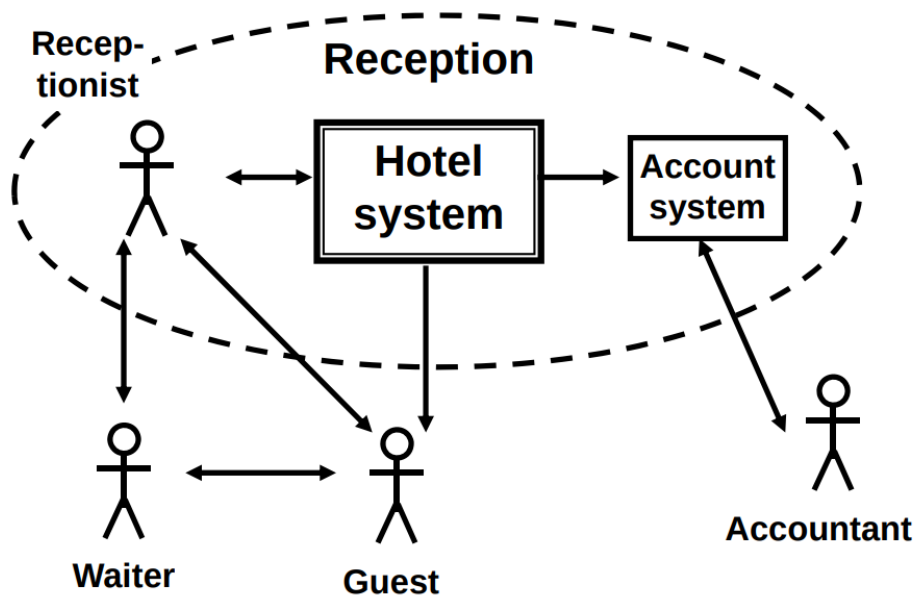 Recep-
tionist
Reception
Hotel
system
Account
system
Waiter
Guest
Accountant